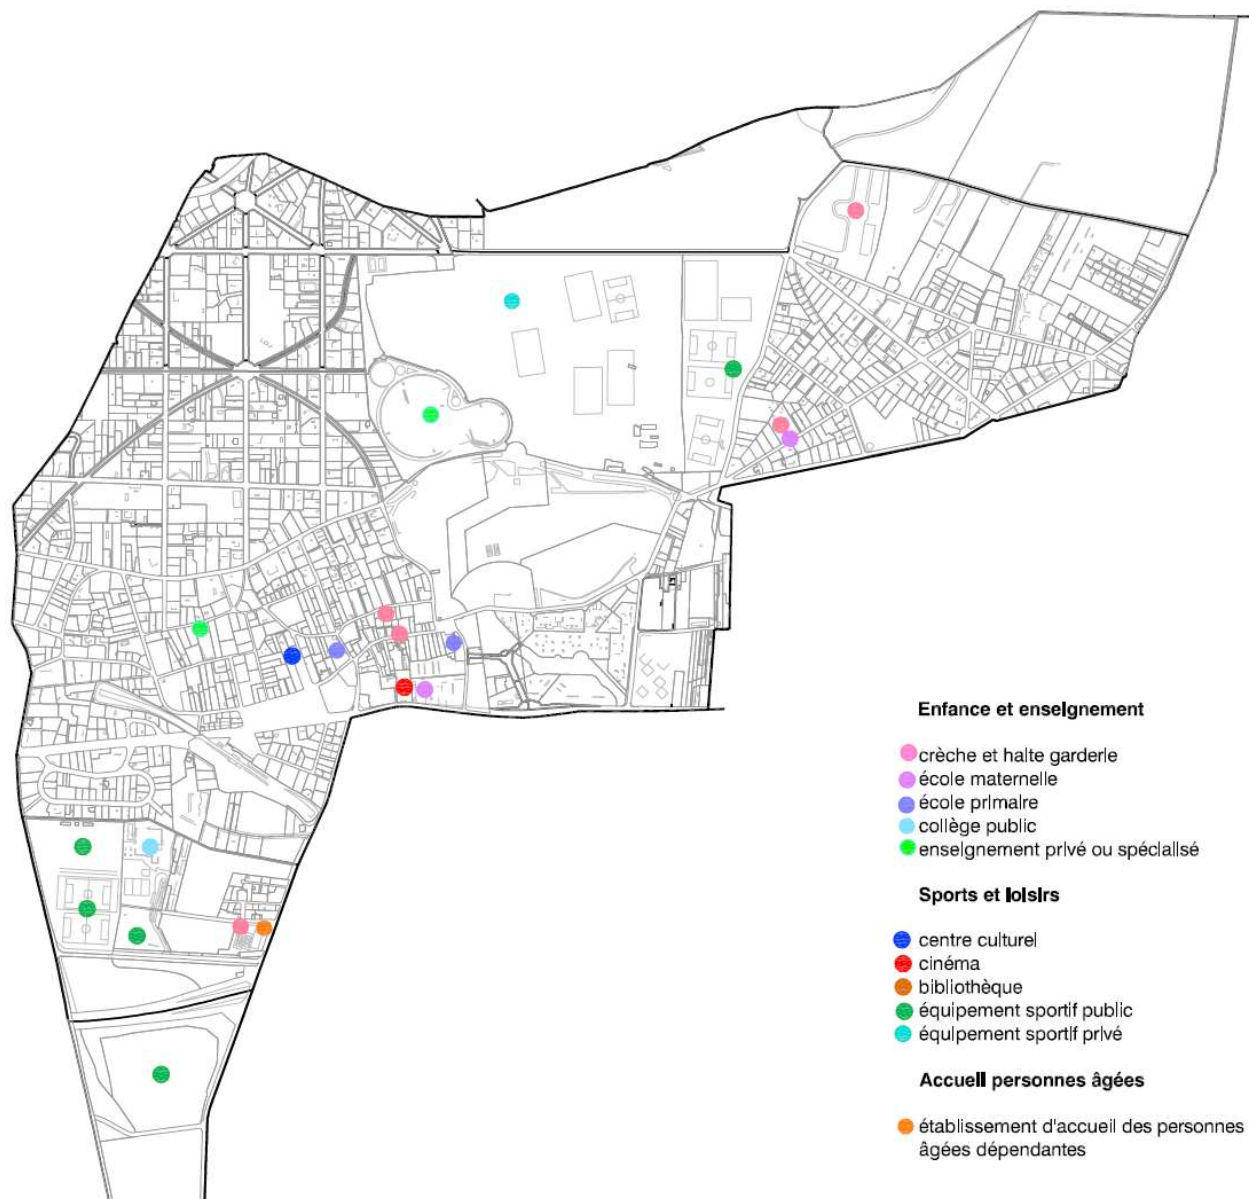 Enfance et enseignement
crèche et halte garderie
école maternelle
école primaire
collège public
enseignement privé ou spécialisé
Sports et loisirs
centre culturel
cinéma
bibliothèque
équipement sportif public
équipement sportif privé
Accueil personnes âgées
établissement d'accueil des personnes
âgées dépendantes